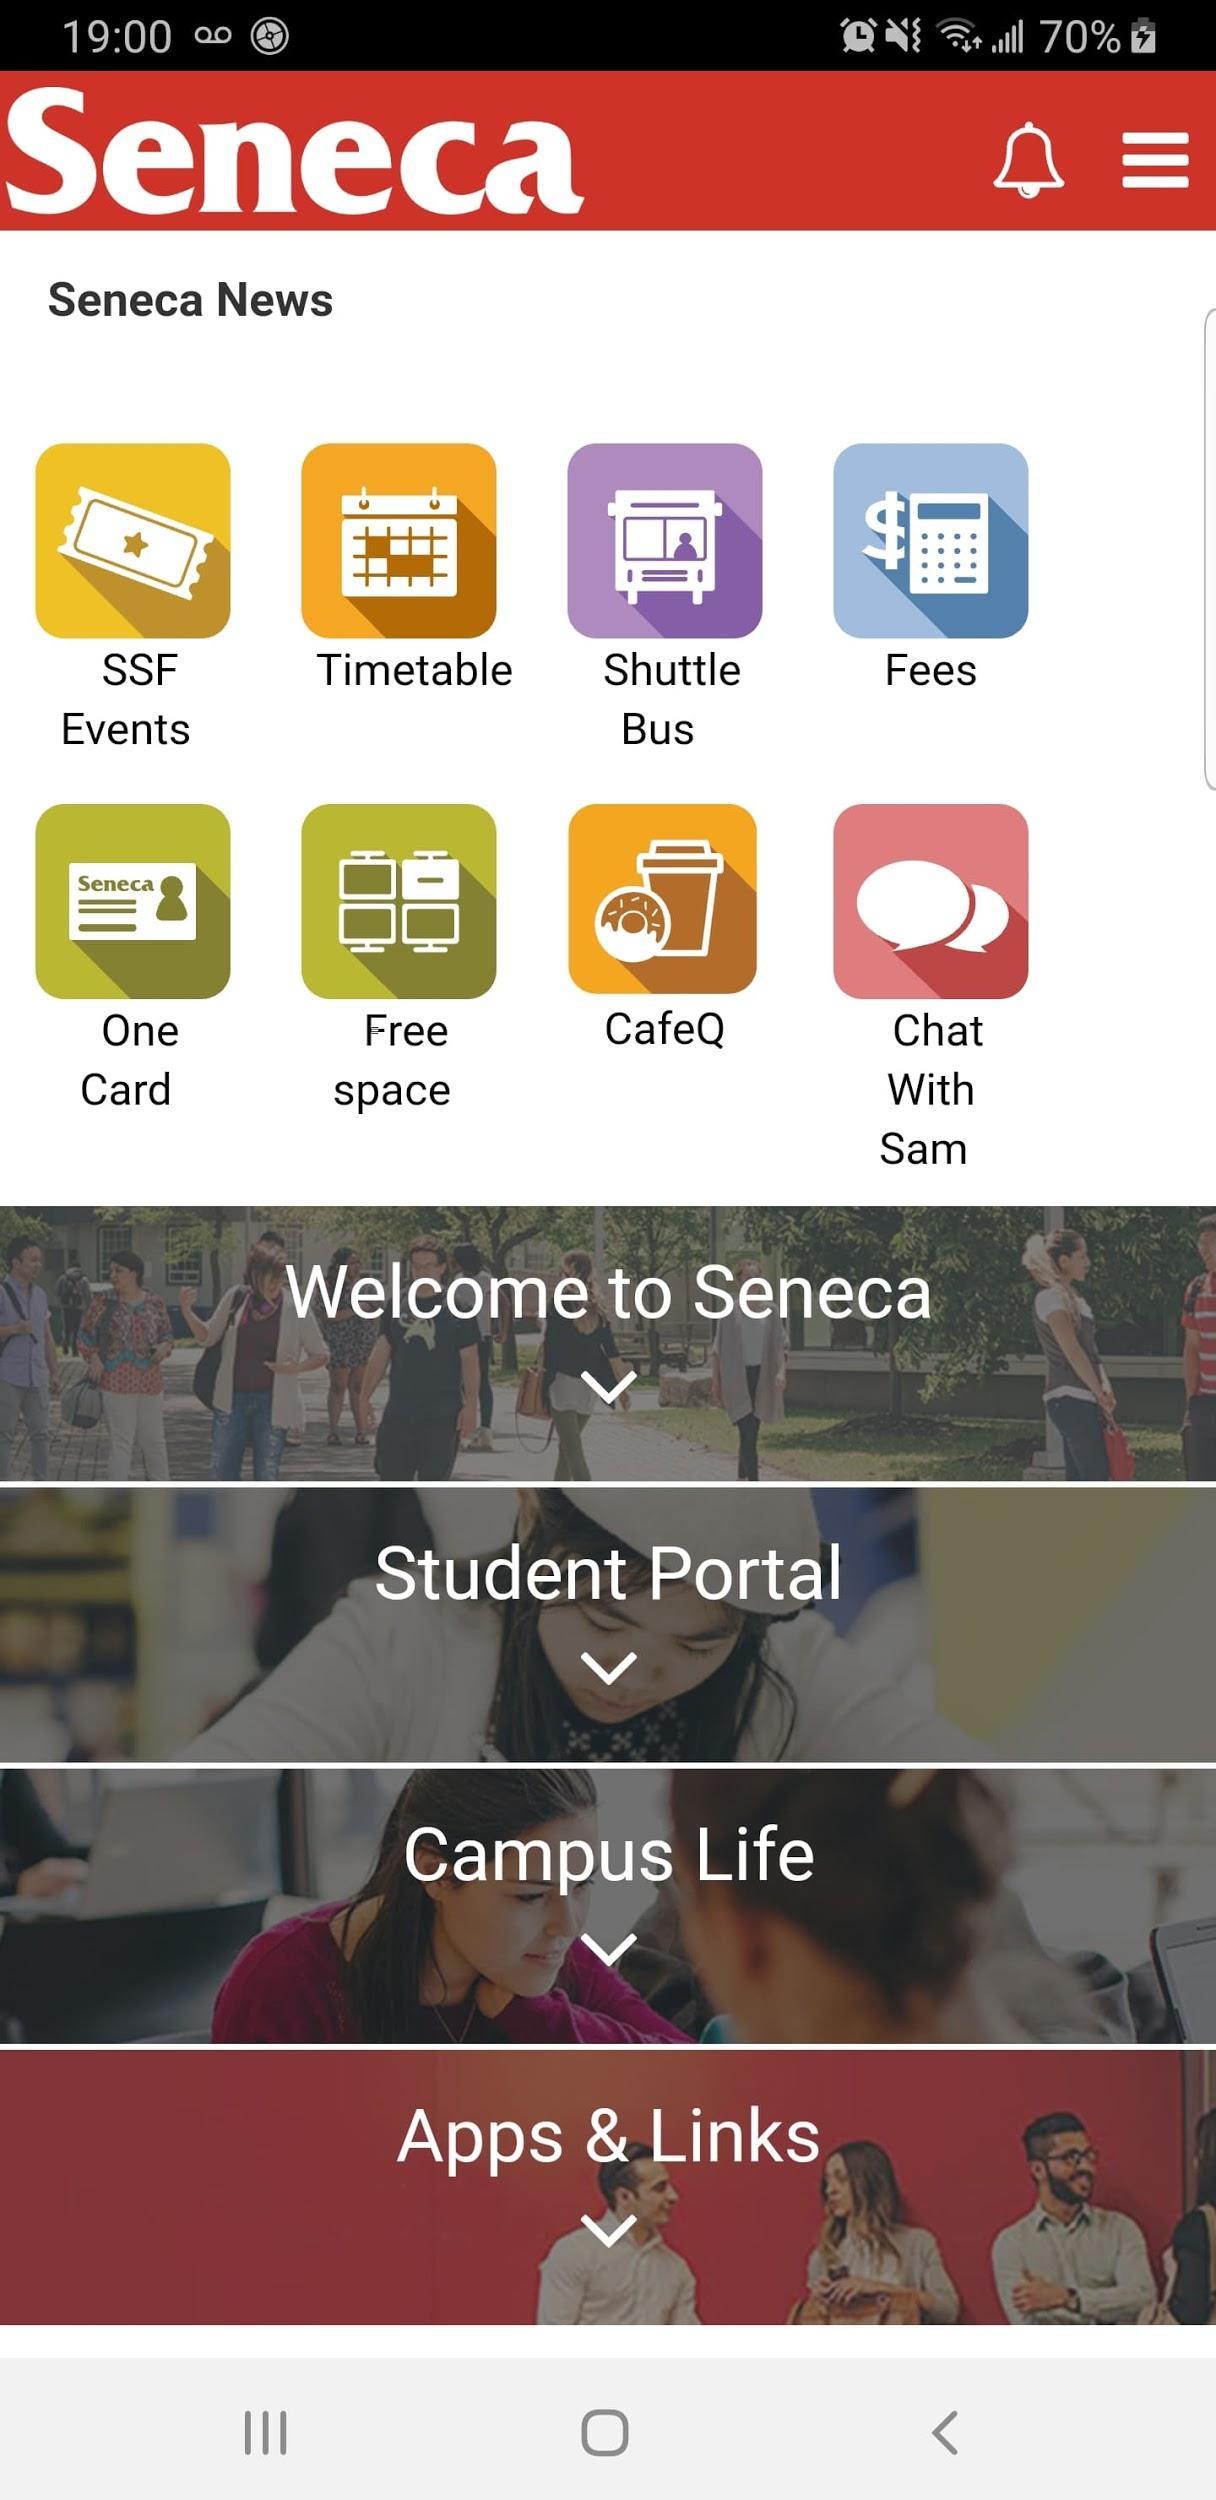 19:00 70%
Seneca
Seneca News
SSF
Events
Timetable
Shuttle
Bus
Fees
Seneca
One
Card
Free
space
CafeQ
Chat
With
Sam
Welcome to Seneca
Student Portal
Campus Life
Apps & Links